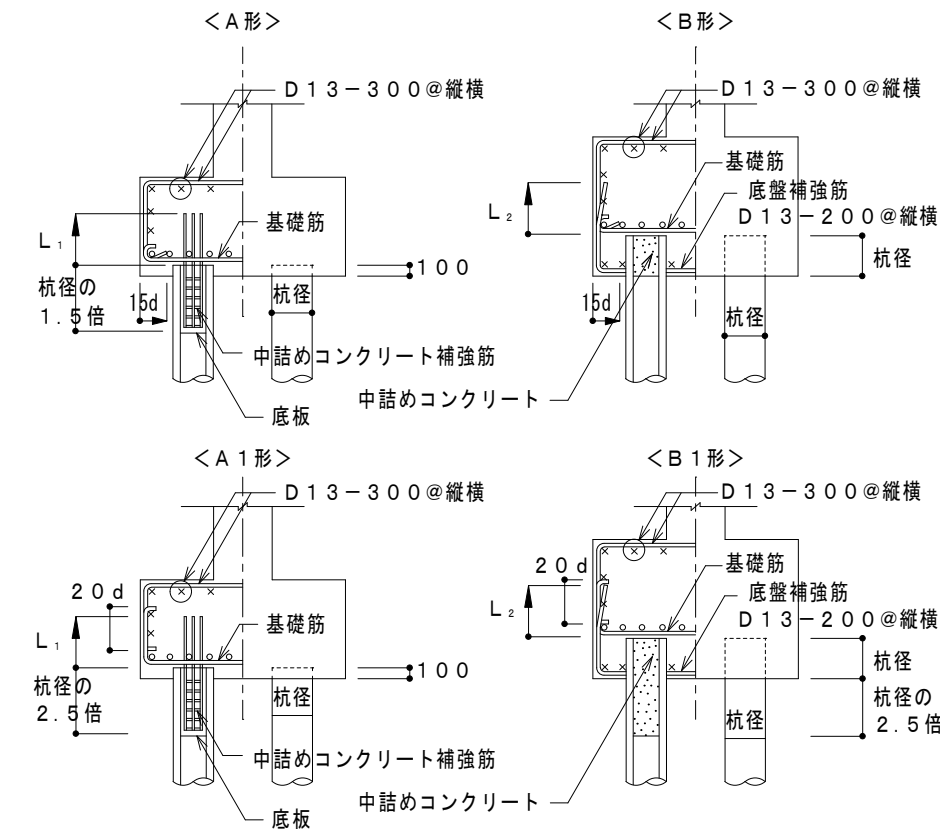 <A形>
D13-300@縦横
基礎筋
L₁
100
杭径の
1.5倍
15d
杭径
中詰めコンクリート補強筋
底板
<B形>
D13-300@縦横
基礎筋
底盤補強筋
L₂
D13-200@縦横
杭径
15d
杭径
中詰めコンクリート
<A1形>
D13-300@縦横
20d
基礎筋
L₁
100
杭径の
2.5倍
杭径
中詰めコンクリート補強筋
底板
<B1形>
D13-300@縦横
20d
基礎筋
底盤補強筋
L₂
D13-200@縦横
杭径
杭径の
2.5倍
杭径
中詰めコンクリート